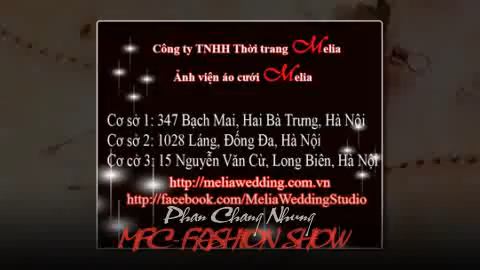 Công ty TNHH Thời trang Melia
Ảnh viện áo cưới Melia
Cơ sở 1: 347 Bạch Mai, Hai Bà Trưng, Hà Nội
Cơ sở 2: 1028 Láng, Đống Đa, Hà Nội
Cơ cở 3: 15 Nguyễn Văn Cừ, Long Biên, Hà Nội
http://meliawedding.com.vn
http://facebook.com/MeliaWeddingStudio
Phan Chang Nhung
MFC - FASHION SHOW